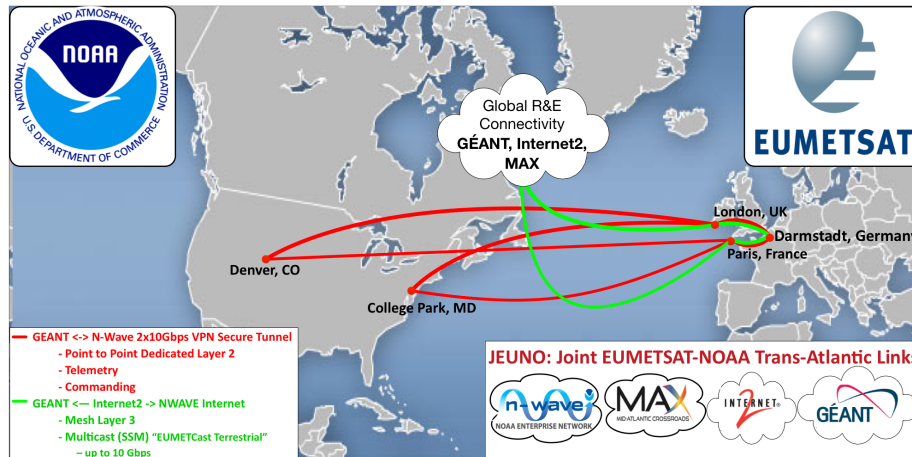 NATIONAL OCEANIC AND ATMOSPHERIC ADMINISTRATION
NOAA
U.S. DEPARTMENT OF COMMERCE
Global R&E
Connectivity
GÉANT, Internet2,
MAX
EUMETSAT
London, UK
Darmstadt, Germany
Paris, France
Denver, CO
College Park, MD
GEANT <-> N-Wave 2x10Gbps VPN Secure Tunnel
- Point to Point Dedicated Layer 2
- Telemetry
- Commanding
GEANT <— Internet2 -> NWAVE Internet
- Mesh Layer 3
- Multicast (SSM) "EUMETCast Terrestrial"
– up to 10 Gbps
JEUNO: Joint EUMETSAT-NOAA Trans-Atlantic Links
n-wave
NOAA ENTERPRISE NETWORK
MAX
MID-ATLANTIC CROSSROADS
INTERNET®
2
GÉANT